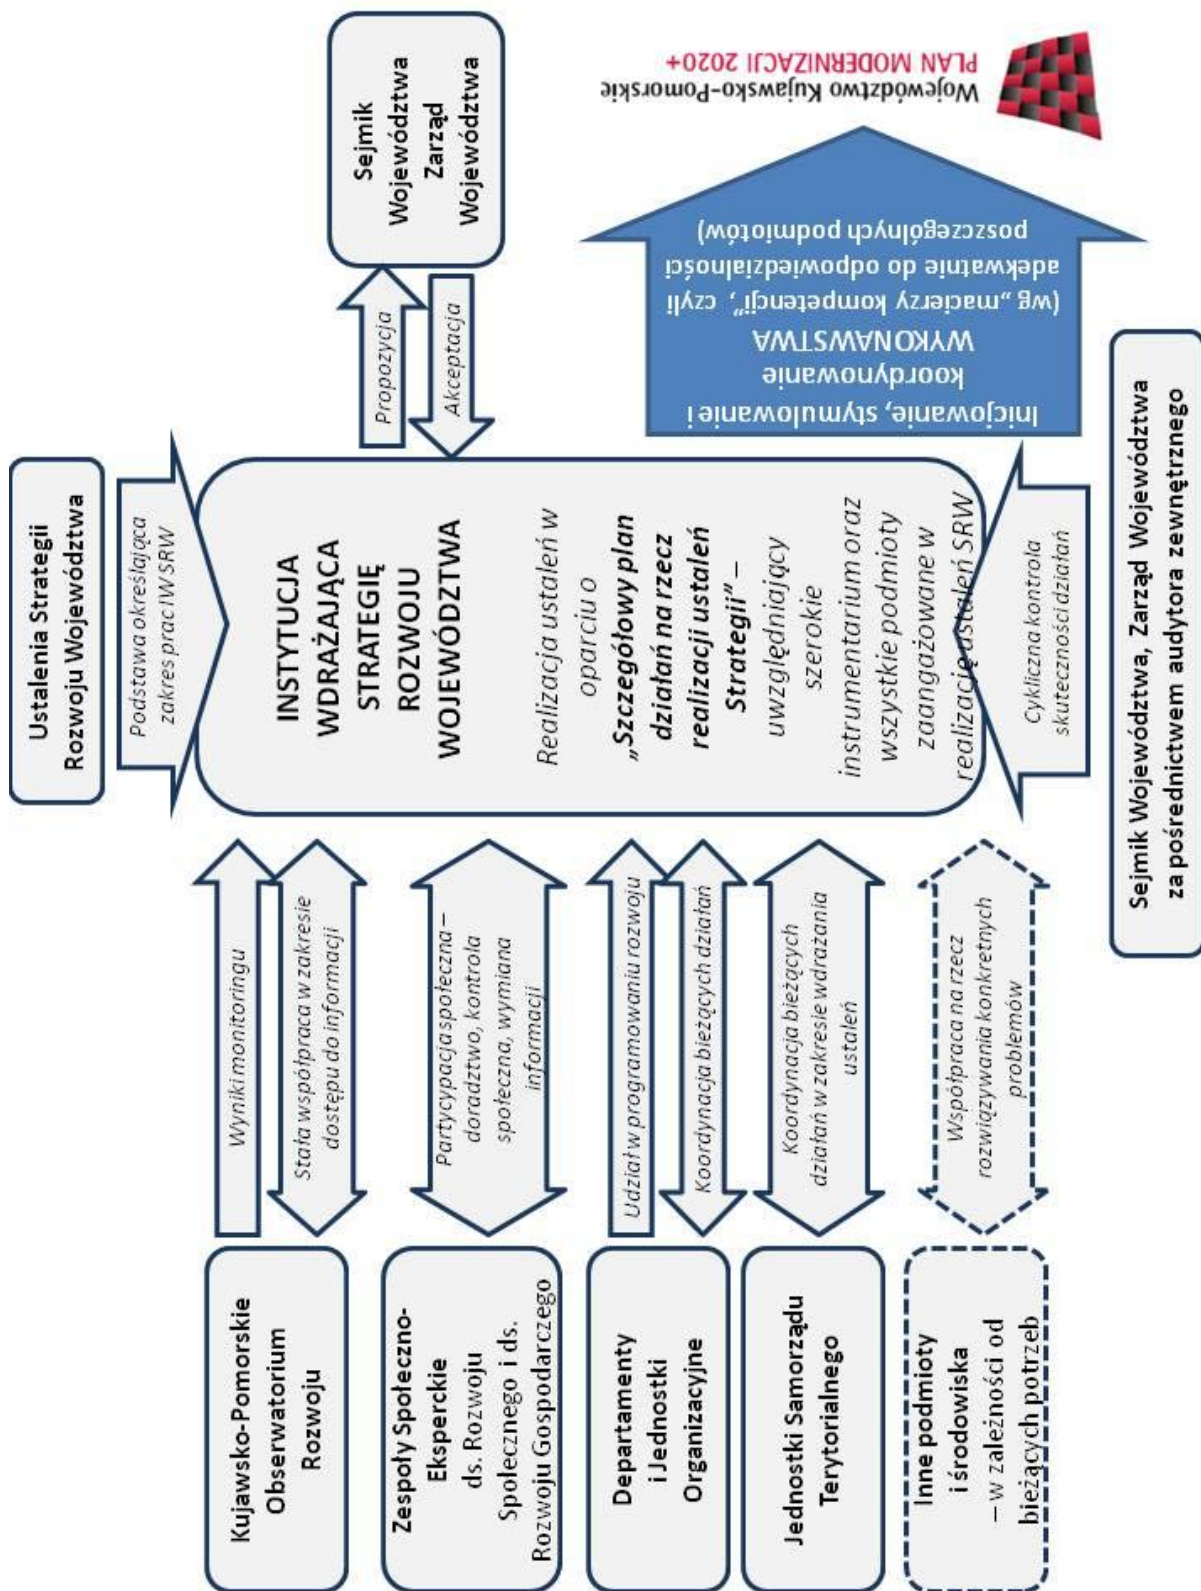 Ustalenia Strategii
Rozwoju Województwa
Podstawa określająca
zakres prac IW SRW
Kujawsko-Pomorskie
Obserwatorium
Rozwoju
Wyniki monitoringu
Stała współpraca w zakresie
dostępu do informacji
Zespoły Społeczno-
Eksperckie
ds. Rozwoju
Społecznego i ds.
Rozwoju Gospodarczego
Partycypacja społeczna –
doradztwo, kontrola
społeczna, wymiana
informacji
Departamenty
i Jednostki
Organizacyjne
Udział w programowaniu rozwoju
Koordynacja bieżących działań
Jednostki Samorządu
Terytorialnego
Koordynacja bieżących
działań w zakresie wdrażania
ustaleń
Inne podmioty
i środowiska
– w zależności od
bieżących potrzeb
Współpraca na rzecz
rozwiązywania konkretnych
problemów
INSTYTUCJA
WDRAŻAJĄCA
STRATEGIĘ
ROZWOJU
WOJEWÓDZTWA
Realizacja ustaleń w
oparciu o
„Szczegółowy plan
działań na rzecz
realizacji ustaleń
Strategii” –
uwzględniający
szerokie
instrumentarium oraz
wszystkie podmioty
zaangażowane w
realizację ustaleń SRW
Propozycja
Akceptacja
Sejmik
Województwa
Zarząd
Województwa
Inicjowanie, stymulowanie i
koordynowanie
WYKONAWSTWA
(wg „macierzy kompetencji”, czyli
adekwatnie do odpowiedzialności
poszczególnych podmiotów)
Województwo Kujawsko-Pomorskie
PLAN MODERNIZACJI 2020+
Cykliczna kontrola
skuteczności działań
Sejmik Województwa, Zarząd Województwa
za pośrednictwem audytora zewnętrznego